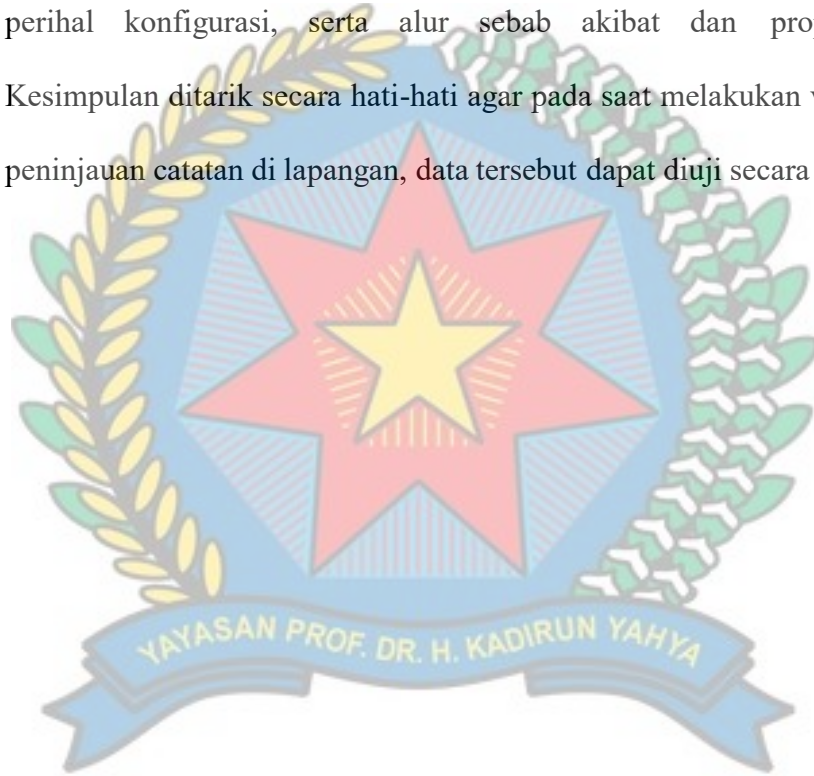 perihal konfigurasi, serta alur sebab akibat dan
Kesimpulan ditarik secara hati-hati agar pada saat melakukan
peninjauan catatan di lapangan, data tersebut dapat diuji secara
YAYASAN PROF. DR. H. KADIRUN YAHYA